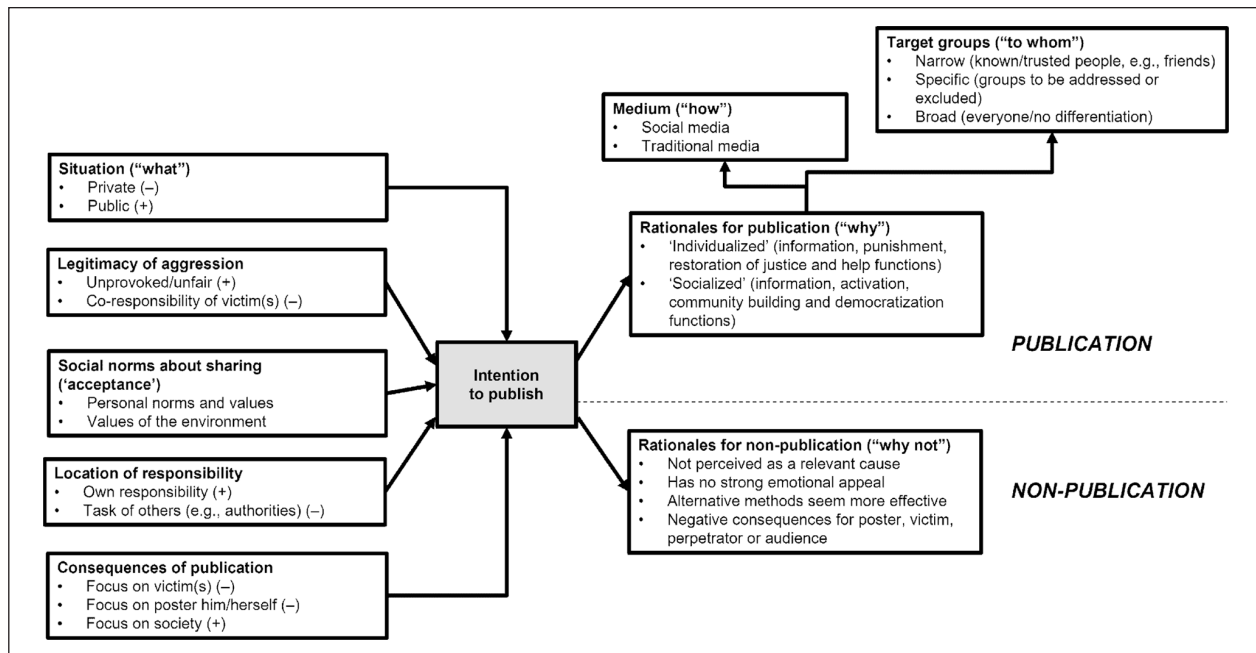 Target groups (“to whom”)
• Narrow (known/trusted people, e.g., friends)
• Specific (groups to be addressed or
excluded)
• Broad (everyone/no differentiation)
Medium (“how”)
• Social media
• Traditional media
Situation (“what”)
• Private (–)
• Public (+)
Legitimacy of aggression
• Unprovoked/unfair (+)
• Co-responsibility of victim(s) (–)
Social norms about sharing
(‘acceptance’)
• Personal norms and values
• Values of the environment
Location of responsibility
• Own responsibility (+)
• Task of others (e.g., authorities) (–)
Consequences of publication
• Focus on victim(s) (–)
• Focus on poster him/herself (–)
• Focus on society (+)
Intention
to publish
Rationales for publication (“why”)
• ‘Individualized’ (information, punishment,
restoration of justice and help functions)
• ‘Socialized’ (information, activation,
community building and democratization
functions)
PUBLICATION
Rationales for non-publication (“why not”)
• Not perceived as a relevant cause
• Has no strong emotional appeal
• Alternative methods seem more effective
• Negative consequences for poster, victim,
perpetrator or audience
NON-PUBLICATION